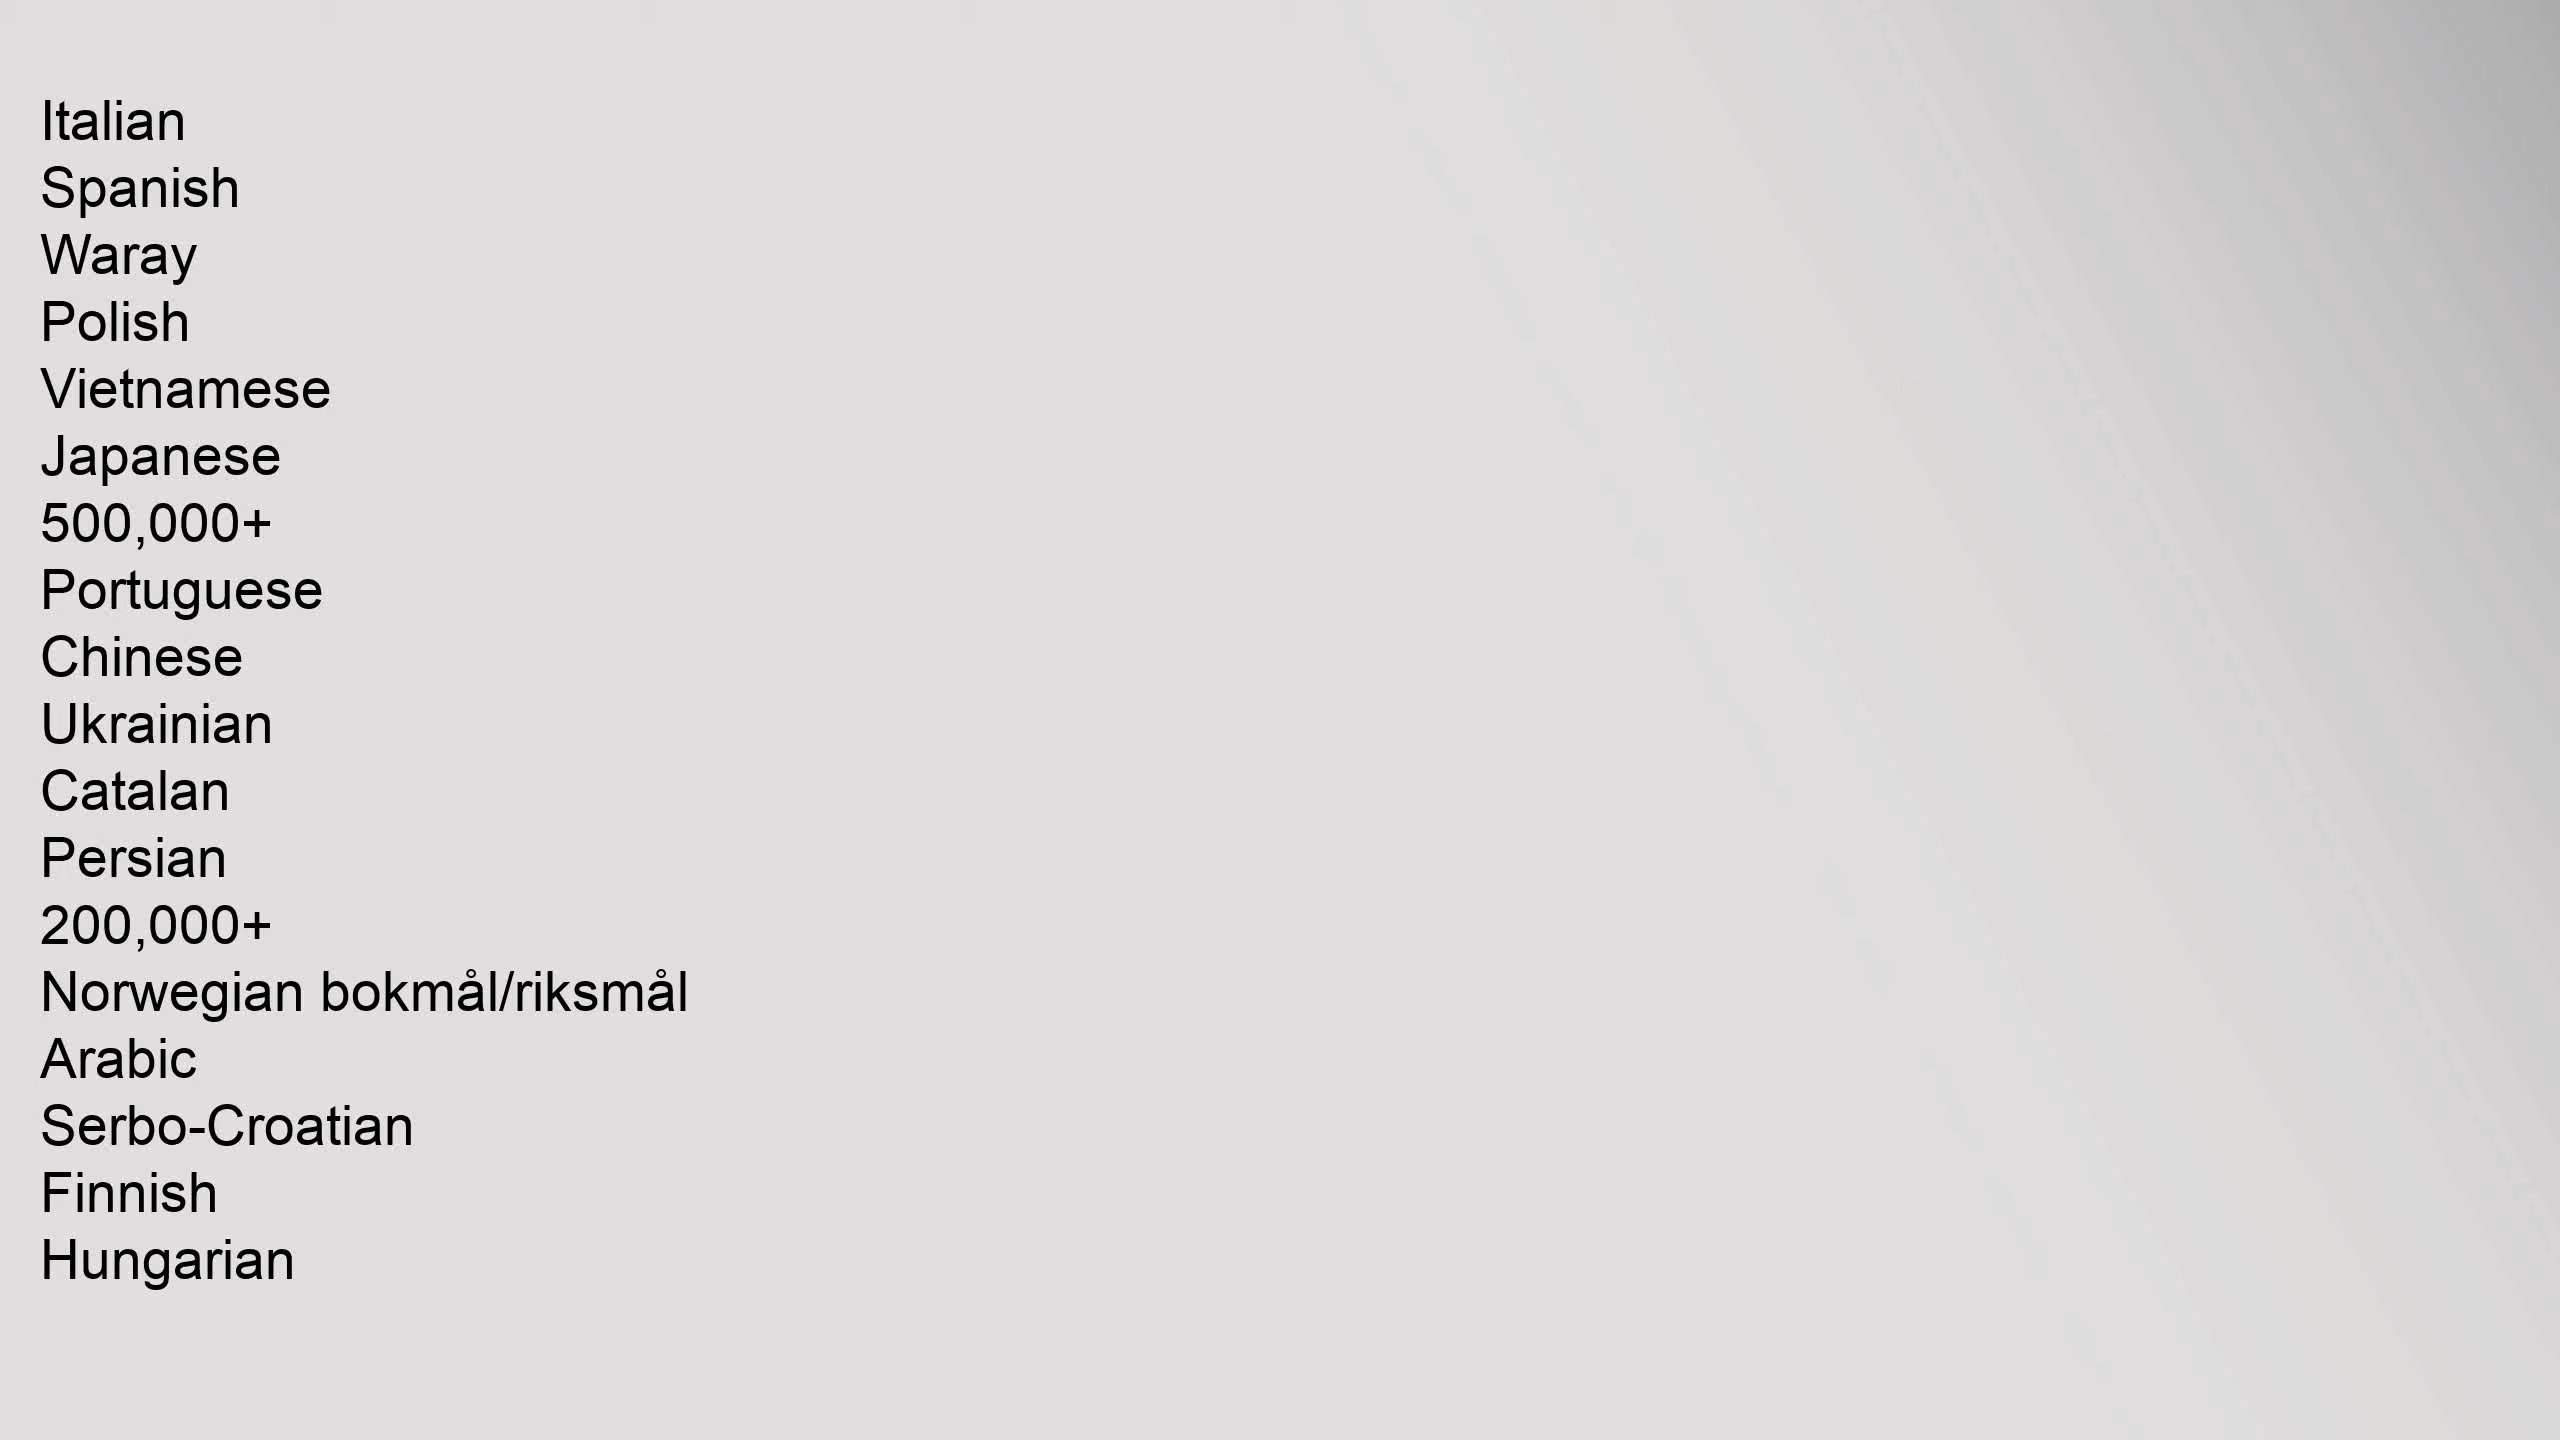 Italian
Spanish
Waray
Polish
Vietnamese
Japanese
500,000+
Portuguese
Chinese
Ukrainian
Catalan
Persian
200,000+
Norwegian bokmål/riksmål
Arabic
Serbo-Croatian
Finnish
Hungarian